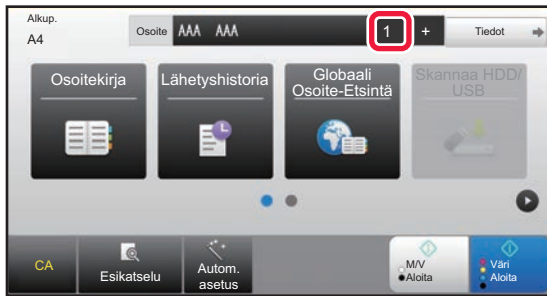 Alkup.
A4
Osoite AAA AAA 1 + Tiedot
Osoitekirja
Lähetyshistoria
Globaali
Osoite-Etsintä
Skannaa HDD/
USB
CA
Esikatselu
Autom.
asetus
M/V
Aloita
Väri
Aloita